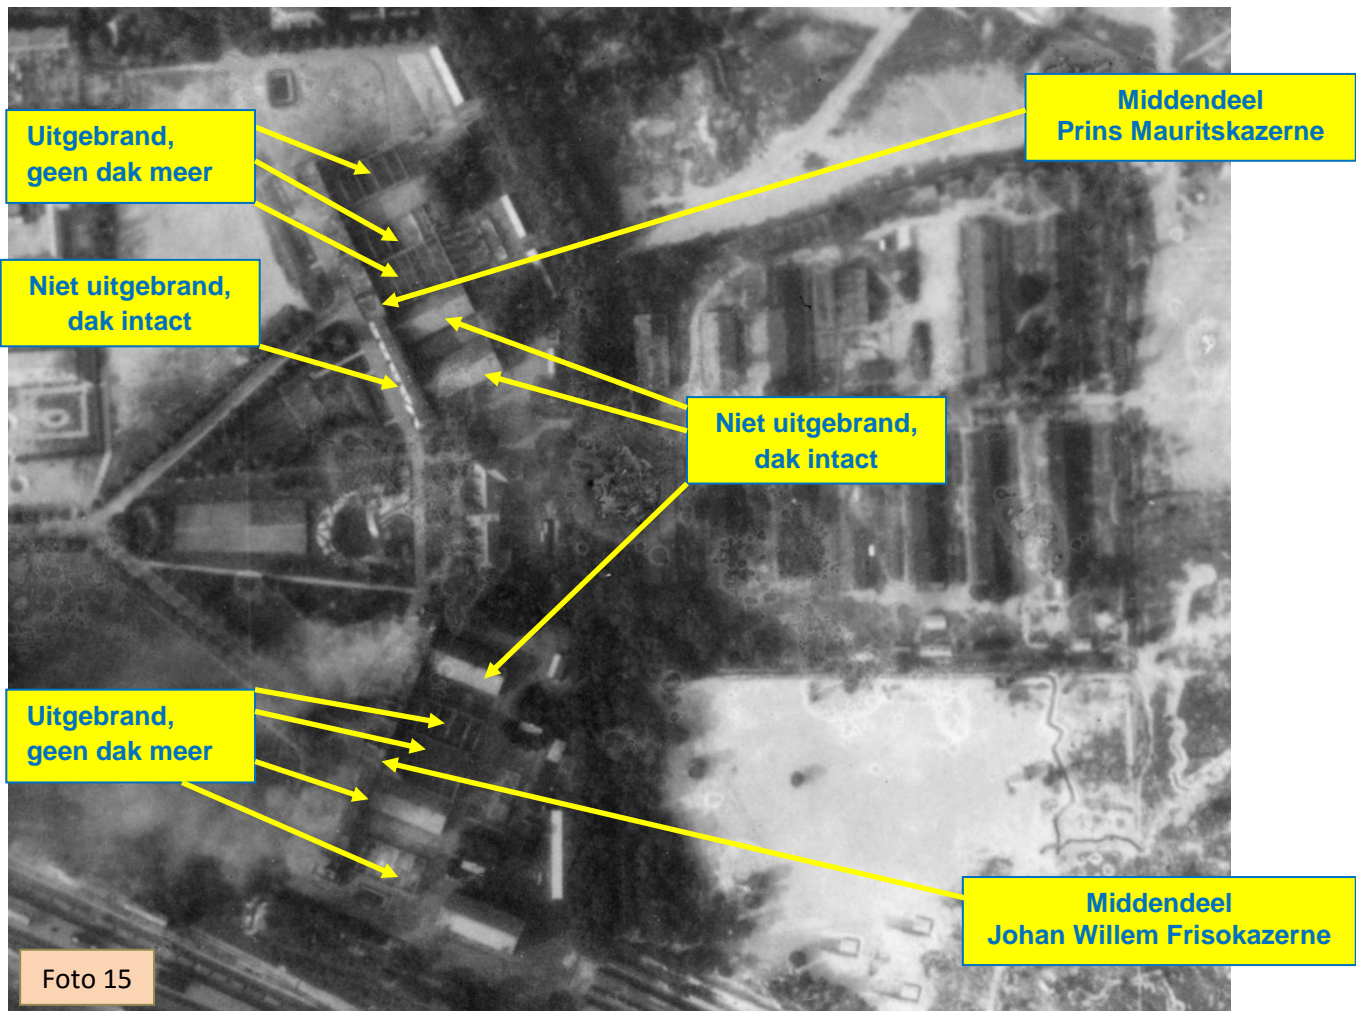 Middendeel
Prins Mauritskazerne
Uitgebrand,
geen dak meer
Niet uitgebrand,
dak intact
Niet uitgebrand,
dak intact
Uitgebrand,
geen dak meer
Middendeel
Johan Willem Frisokazerne
Foto 15